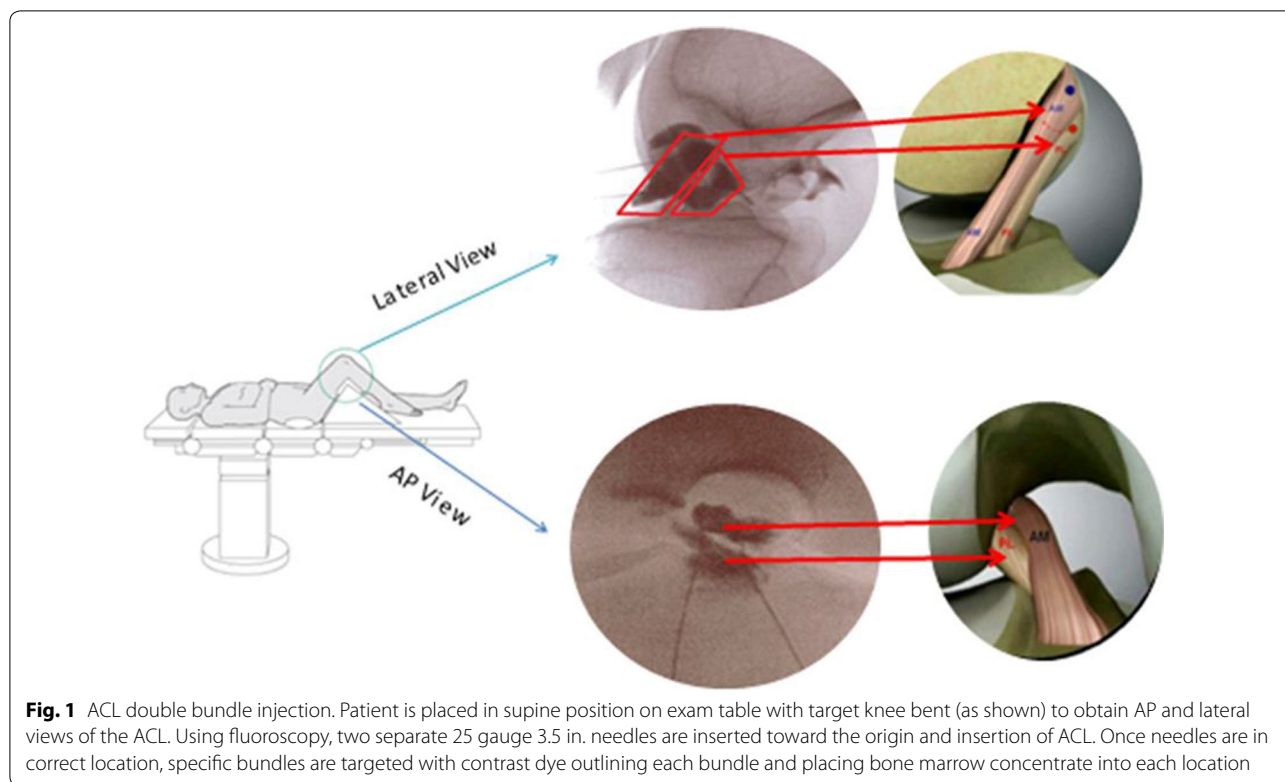 Lateral View
AP View
AM
PL
AM
PL
AM
Fig. 1 ACL double bundle injection. Patient is placed in supine position on exam table with target knee bent (as shown) to obtain AP and lateral
views of the ACL. Using fluoroscopy, two separate 25 gauge 3.5 in. needles are inserted toward the origin and insertion of ACL. Once needles are in
correct location, specific bundles are targeted with contrast dye outlining each bundle and placing bone marrow concentrate into each location